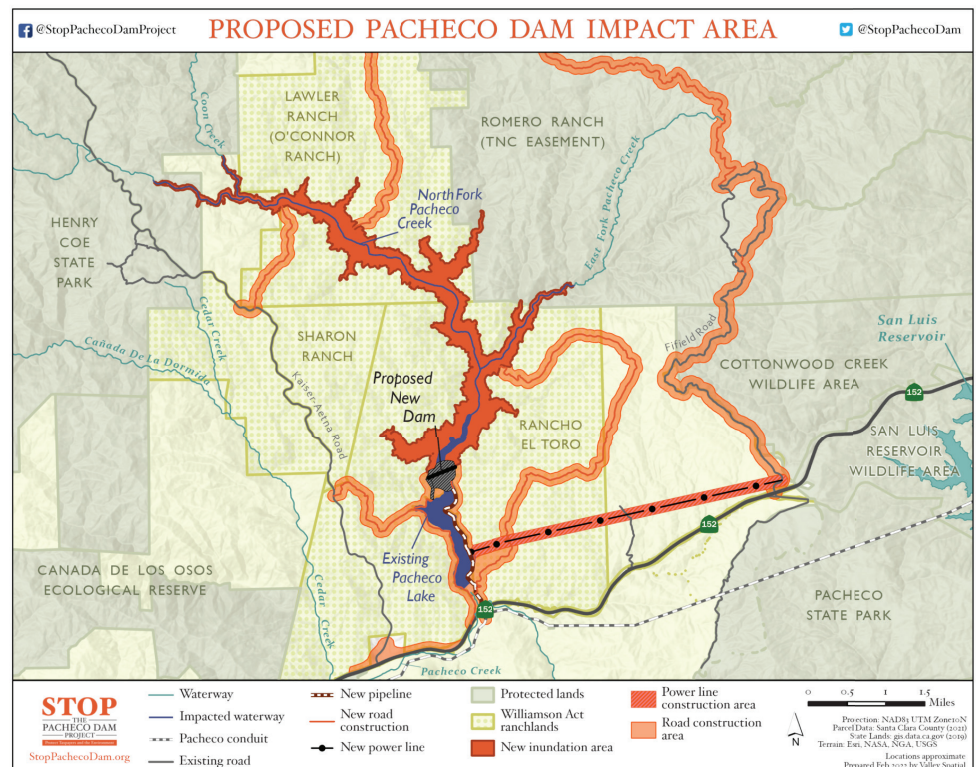 @StopPachecoDamProject
PROPOSED PACHECO DAM IMPACT AREA
@StopPachecoDam
Coon Creek
LAWLER
RANCH
(O'CONNOR
RANCH)
ROMERO RANCH
(TNC EASEMENT)
North Fork
Pacheco
Creek
East Fork Pacheco Creek
HENRY
COE
STATE
PARK
Cedar Creek
Cañada De La Dormida
SHARON
RANCH
Kaiser-Aetna Road
Proposed
New
Dam
RANCHO
EL TORO
Fifield Road
COTTONWOOD CREEK
WILDLIFE AREA
San Luis
Reservoir
152
SAN LUIS
RESERVOIR
WILDLIFE AREA
152
Existing
Pacheco
Lake
CANADA DE LOS OSOS
ECOLOGICAL RESERVE
Cedar Creek
152
PACHECO
STATE PARK
Pacheco Creek
STOP
THE
PACHECO DAM
PROJECT
StopPachecoDam.org
Waterway
Impacted waterway
Pacheco conduit
Existing road
New pipeline
New road
construction
New power line
Protected lands
Williamson Act
ranchlands
New inundation area
Power line
construction area
Road construction
area
N
0 0.5 1 1.5
Miles
Projection: NAD83 UTM Zone10N
Parcel Data: Santa Clara County (2021)
State Lands: gis.data.ca.gov (2019)
Terrain: Esri, NASA, NGA, USGS
Locations approximate
Prepared Feb 2022 by Valley Spatial